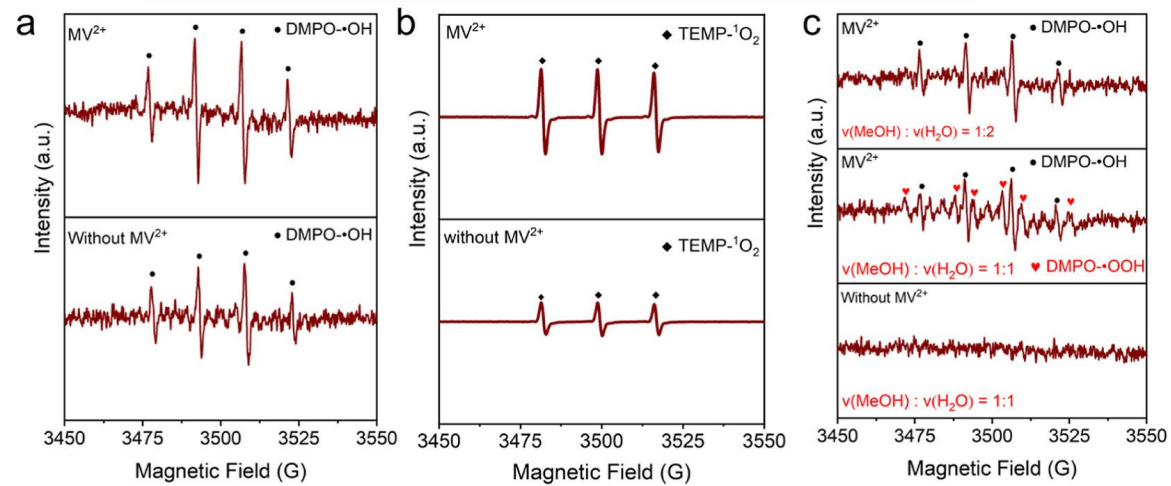 a
MV²⁺
● DMPO-•OH
Without MV²⁺
● DMPO-•OH
Intensity (a.u.)
3450 3475 3500 3525 3550
Magnetic Field (G)
b
MV²⁺
◆ TEMP-¹O₂
without MV²⁺
◆ TEMP-¹O₂
Intensity (a.u.)
3450 3500 3550
Magnetic Field (G)
c
MV²⁺
● DMPO-•OH
v(MeOH) : v(H₂O) = 1:2
MV²⁺
● DMPO-•OH
v(MeOH) : v(H₂O) = 1:1
♥ DMPO-•OOH
Without MV²⁺
v(MeOH) : v(H₂O) = 1:1
Intensity (a.u.)
3450 3475 3500 3525 3550
Magnetic Field (G)